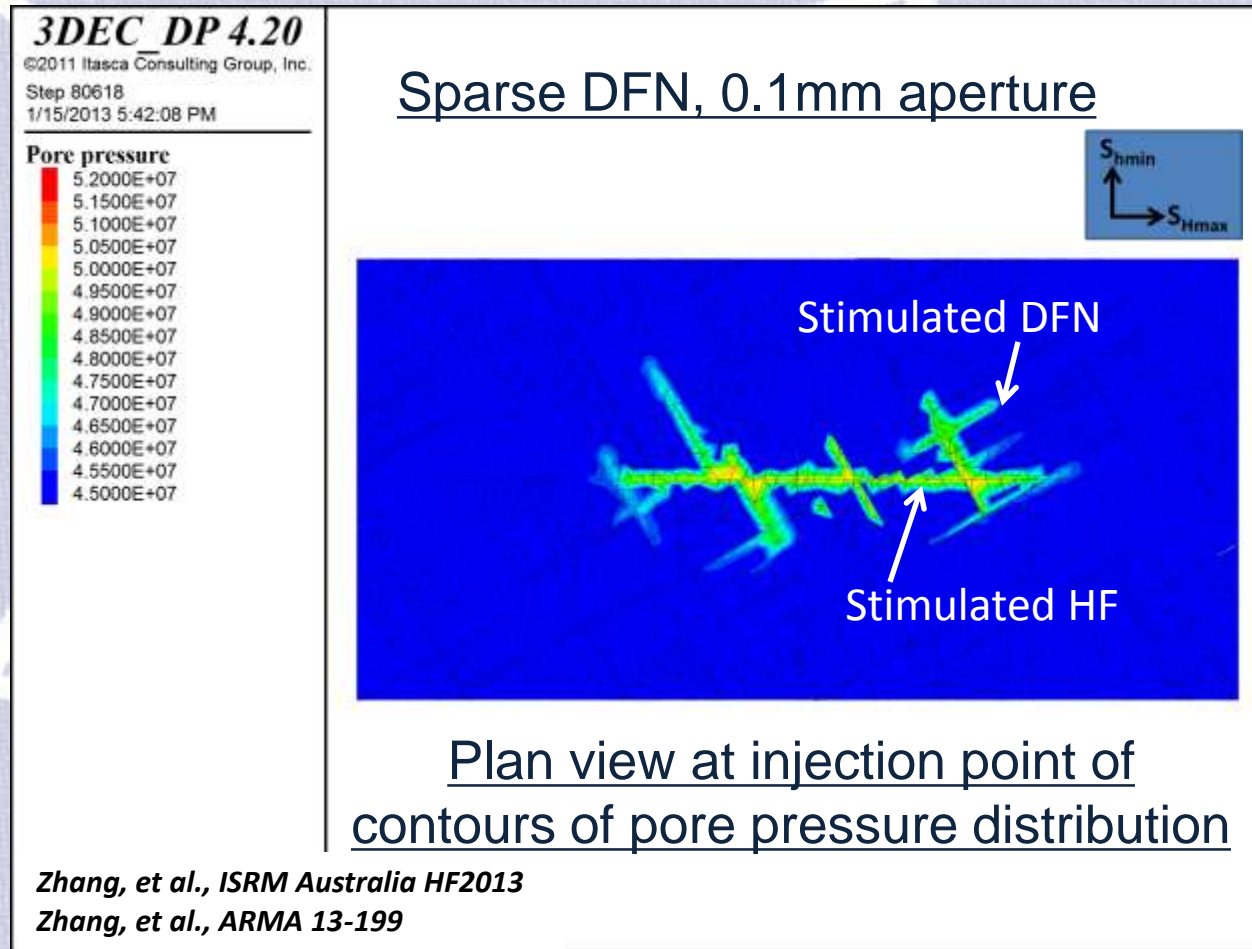 3DEC_DP 4.20
©2011 Itasca Consulting Group, Inc.
Step 80618
1/15/2013 5:42:08 PM
Pore pressure
5.2000E+07
5.1500E+07
5.1000E+07
5.0500E+07
5.0000E+07
4.9500E+07
4.9000E+07
4.8500E+07
4.8000E+07
4.7500E+07
4.7000E+07
4.6500E+07
4.6000E+07
4.5500E+07
4.5000E+07
Sparse DFN, 0.1mm aperture
Shmin
SHmax
Stimulated DFN
Stimulated HF
Plan view at injection point of
contours of pore pressure distribution
Zhang, et al., ISRM Australia HF2013
Zhang, et al., ARMA 13-199